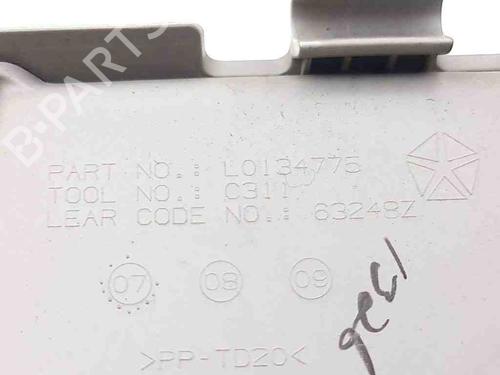 B-PARTS
PART NO.: L0134775
TOOL NO.: C311
LEAR CODE NO.: 63248Z
07 08 09
>PP-TD20<